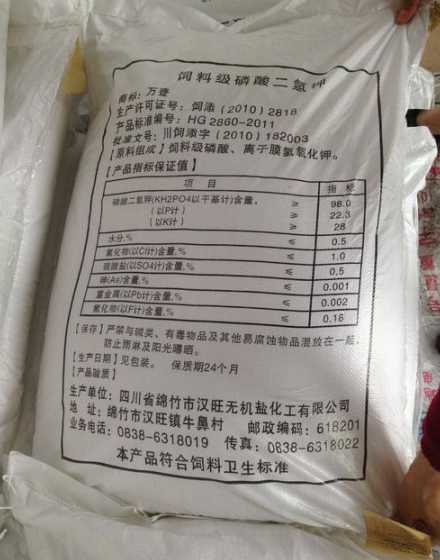 饲料级磷酸二氢钾
商标：万迹
生产许可证号：饲添（2010）2818
产品标准编号：HG 2860-2011
批准文号：川饲添字（2010）182003
【原料组成】饲料级磷酸、离子膜氢氧化钾。
【产品指标保证值】
项 目 指 标
磷酸二氢钾(KH2PO4以干基计)含量， ≥ 98.0
（以P计） ≥ 22.3
（以K计） ≥ 28
水分，% ≤ 0.5
氯化物(以Cl计)含量，% ≤ 1.0
硫酸盐(以SO4计)含量，% ≤ 0.5
砷(As)含量，% ≤ 0.001
重金属(以Pb计)含量，% ≤ 0.002
氟化物(以F计)含量，% ≤ 0.18
【保存】严禁与碱类、有毒物品及其他易腐蚀物品混放在一起，
防止雨淋及阳光曝晒。
【生产日期】见包装。 保质期24个月
【产品验质】
生产单位：四川省绵竹市汉旺无机盐化工有限公司
地 址：绵竹市汉旺镇牛鼻村 邮政编码：618201
业务电话：0838-6318019 传真：0838-6318022
本产品符合饲料卫生标准